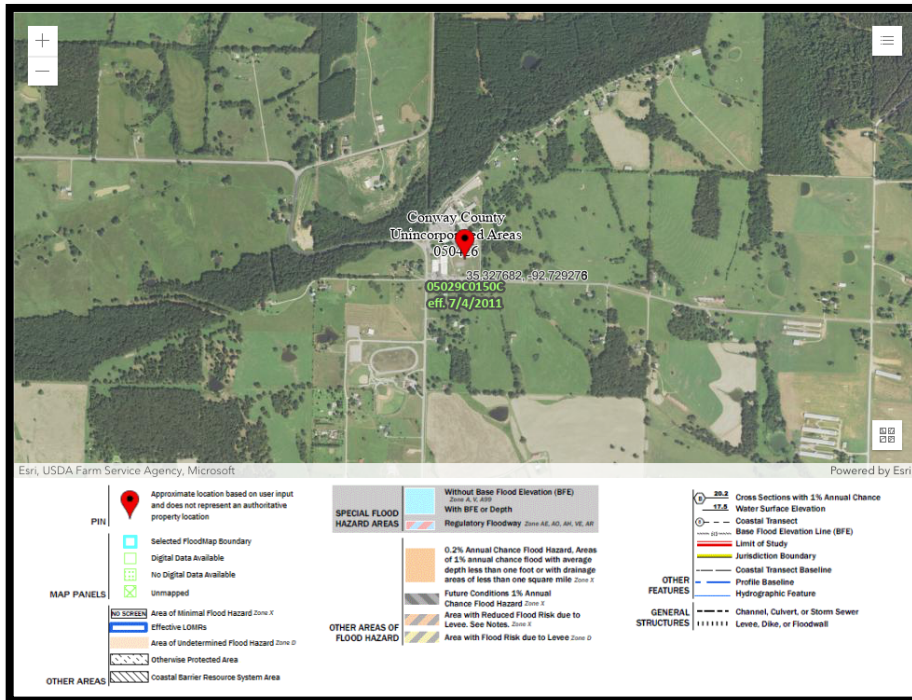 Conway County
Unincorporated Areas
050426
35.327682, -92.729276
05029C0150C
eff. 7/4/2011
Esri, USDA Farm Service Agency, Microsoft
Powered by Esri
PIN
Approximate location based on user input
and does not represent an authoritative
property location
MAP PANELS
Selected FloodMap Boundary
Digital Data Available
No Digital Data Available
Unmapped
OTHER AREAS
NO SCREEN Area of Minimal Flood Hazard Zone X
Effective LOMRs
Area of Undetermined Flood Hazard Zone D
Otherwise Protected Area
Coastal Barrier Resource System Area
SPECIAL FLOOD
HAZARD AREAS
Without Base Flood Elevation (BFE)
Zone A, V, A99
With BFE or Depth
Regulatory Floodway Zone AE, AO, AH, VE, AR
OTHER AREAS OF
FLOOD HAZARD
0.2% Annual Chance Flood Hazard, Areas
of 1% annual chance flood with average
depth less than one foot or with drainage
areas of less than one square mile Zone X
Future Conditions 1% Annual
Chance Flood Hazard Zone X
Area with Reduced Flood Risk due to
Levee. See Notes. Zone X
Area with Flood Risk due to Levee Zone D
OTHER
FEATURES
20.2 Cross Sections with 1% Annual Chance
17.5 Water Surface Elevation
Coastal Transect
Base Flood Elevation Line (BFE)
Limit of Study
Jurisdiction Boundary
Coastal Transect Baseline
Profile Baseline
Hydrographic Feature
GENERAL
STRUCTURES
Channel, Culvert, or Storm Sewer
Levee, Dike, or Floodwall